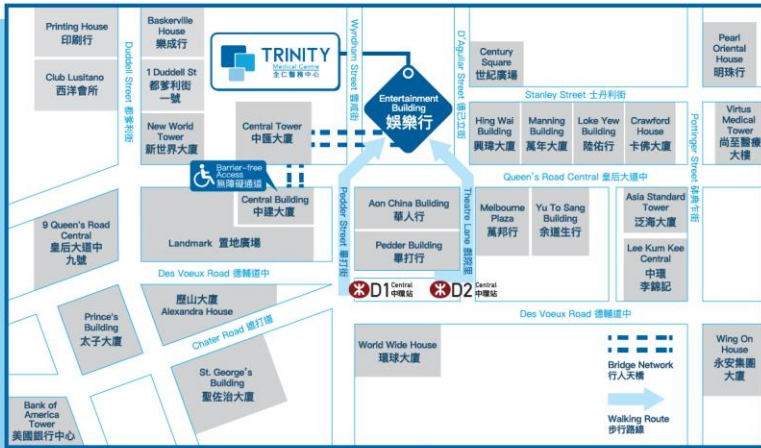 Printing House
印刷行
Club Lusitano
西洋會所
Duddell Street 都爹利街
Baskerville
House
樂成行
1 Duddell St
都爹利街
一號
New World
Tower
新世界大廈
TRINITY
Medical Centre
全仁醫務中心
Central Tower
中匯大廈
Barrier-free
Access
無障礙通道
Central Building
中建大廈
Landmark 置地廣場
9 Queen's Road
Central
皇后大道中
九號
Wyndham Street 雲咸街
Entertainment
Building
娛樂行
D'Aguilar Street 德己立街
Century
Square
世紀廣場
Stanley Street 士丹利街
Pearl
Oriental
House
明珠行
Hing Wai
Building
興瑋大廈
Manning
Building
萬年大廈
Loke Yew
Building
陸佑行
Crawford
House
卡佛大廈
Pottinger Street 砵典乍街
Virtus
Medical
Tower
尚至醫療
大樓
Queen's Road Central 皇后大道中
Pedder Street 畢打街
Aon China Building
華人行
Pedder Building
畢打行
Theatre Lane 戲院里
Melbourne
Plaza
萬邦行
Yu To Sang
Building
余道生行
Asia Standard
Tower
泛海大廈
Lee Kum Kee
Central
中環
李錦記
Des Voeux Road 德輔道中
D1 Central
中環站
D2 Central
中環站
Des Voeux Road 德輔道中
Prince's
Building
太子大廈
歷山大廈
Alexandra House
Chater Road 遮打道
St. George's
Building
聖佐治大廈
Bank of
America
Tower
美國銀行中心
World Wide House
環球大廈
Bridge Network
行人天橋
Walking Route
步行路線
Wing On
House
永安集團
大廈